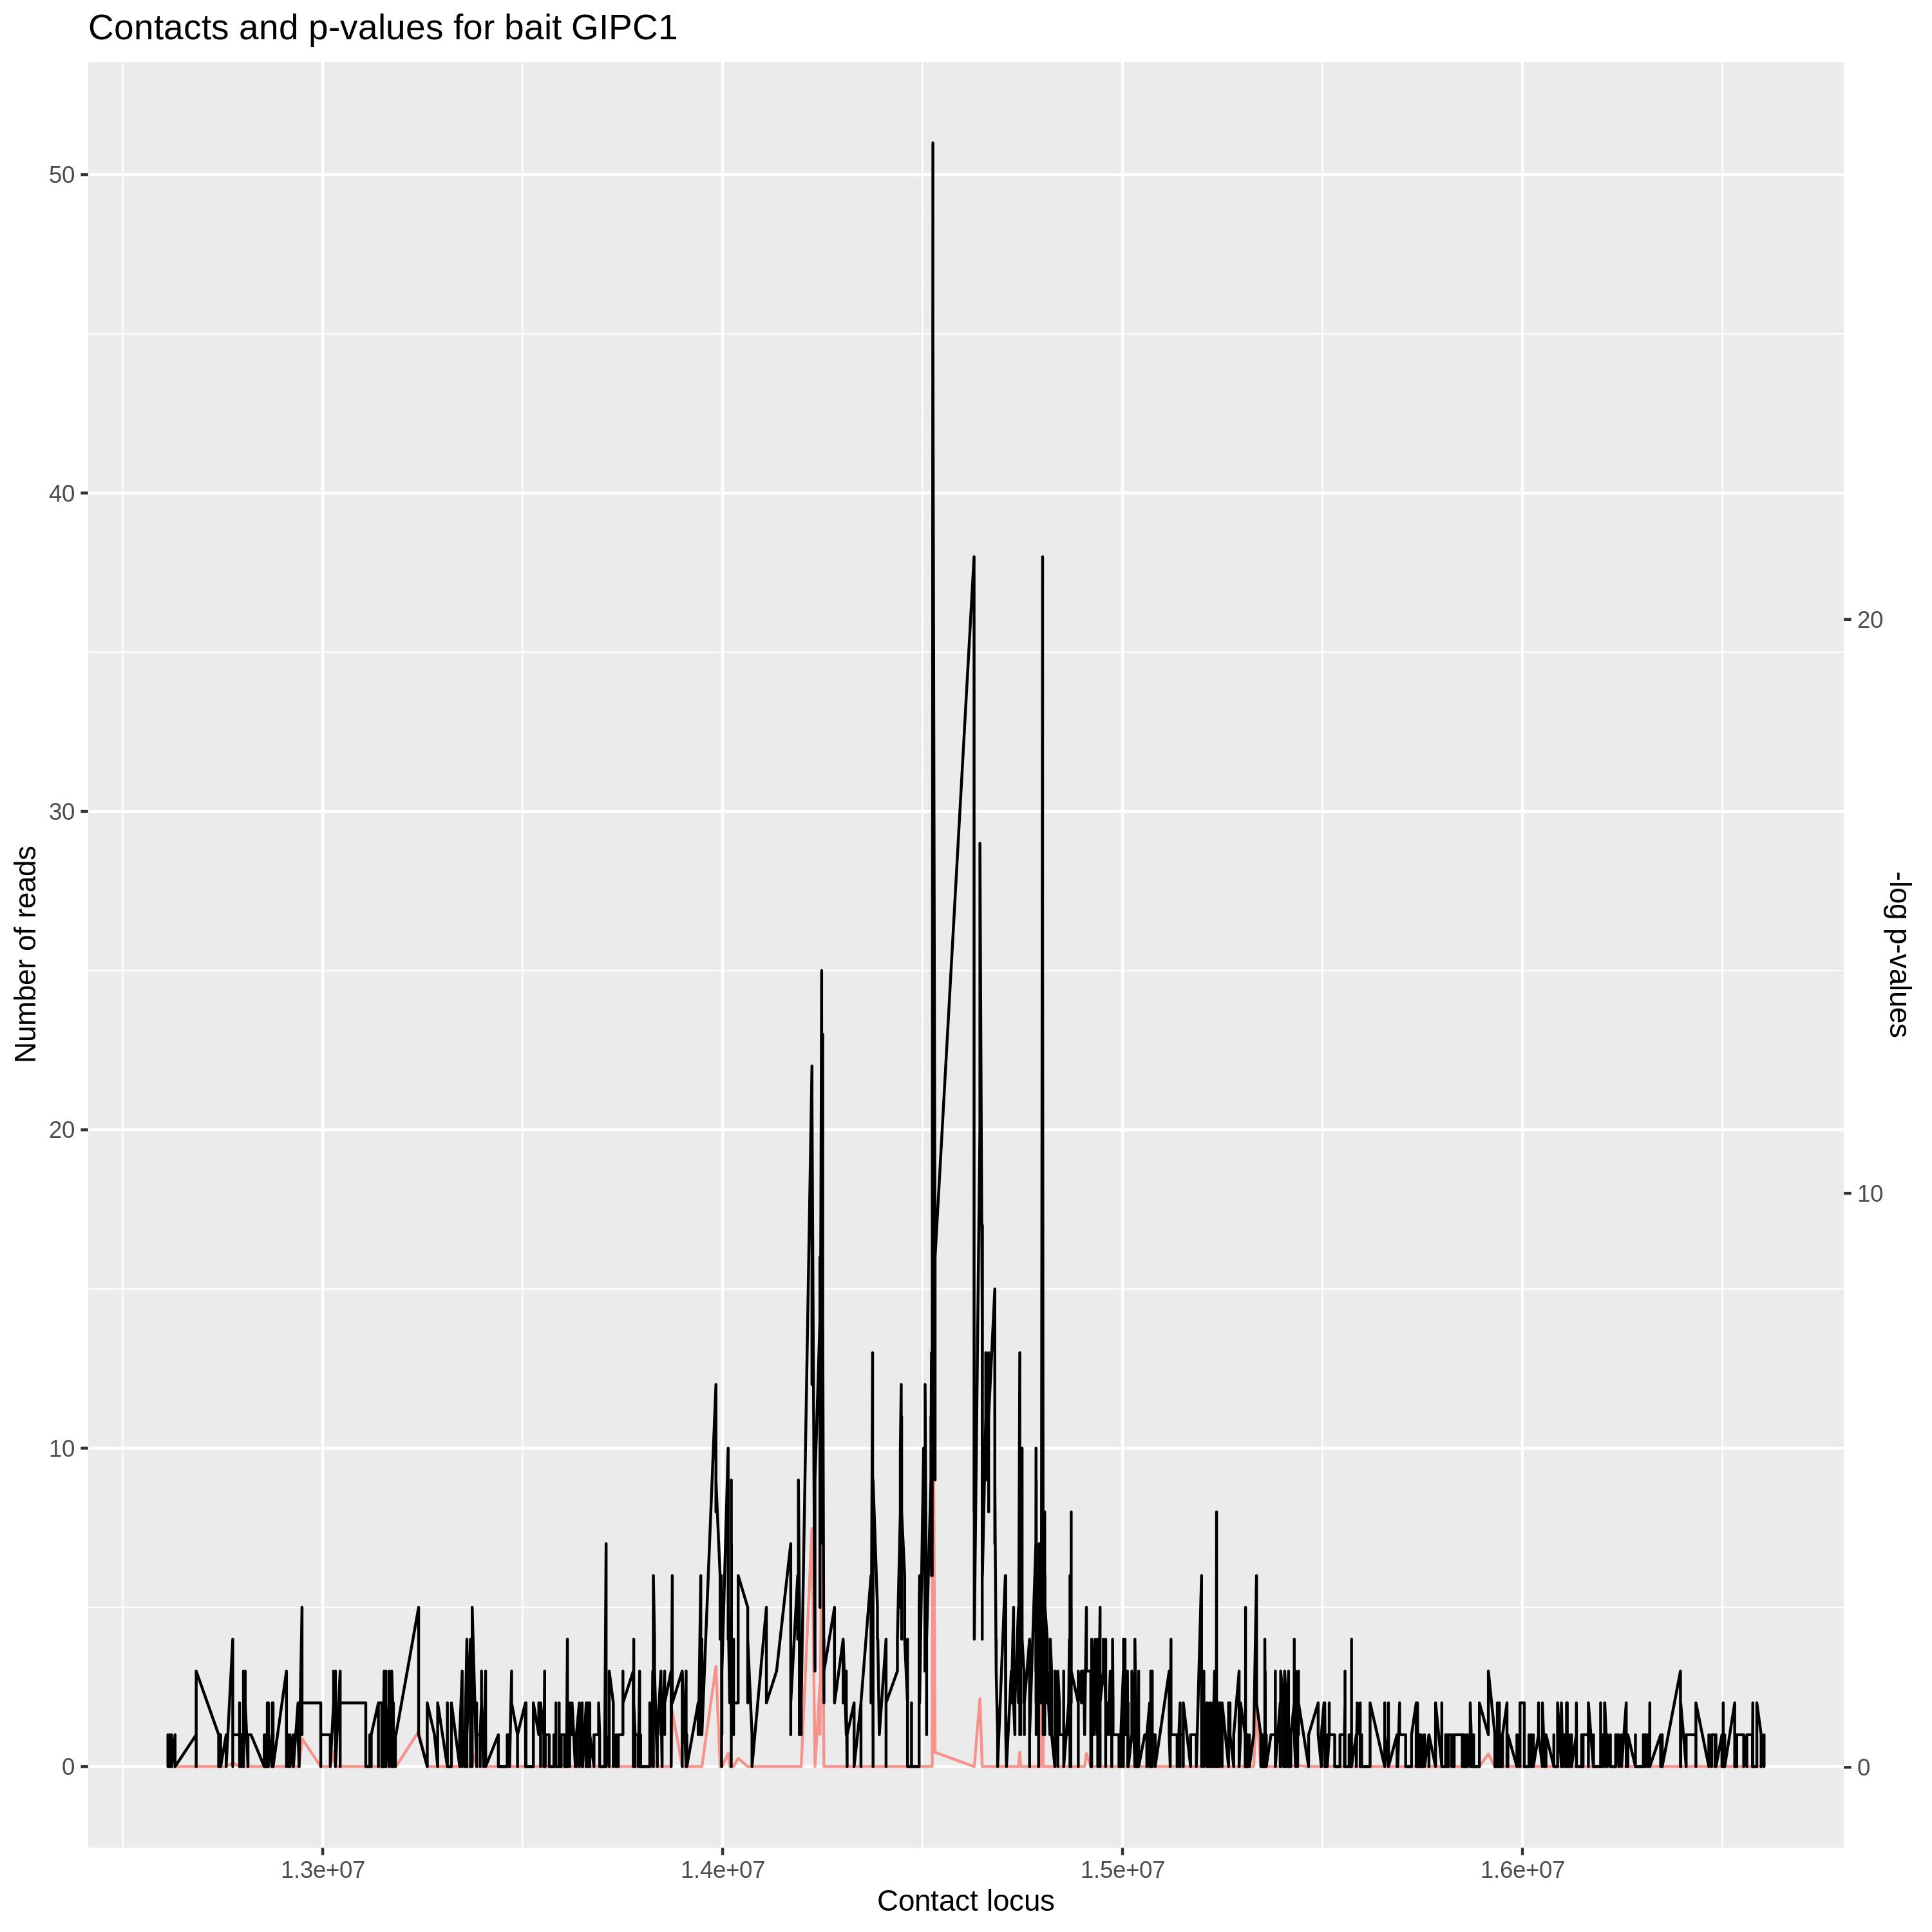 Contacts and p-values for bait GIPC1
50
40
30
20
10
0
20
10
0
Number of reads
-log p-values
1.3e+07 1.4e+07 1.5e+07 1.6e+07
Contact locus